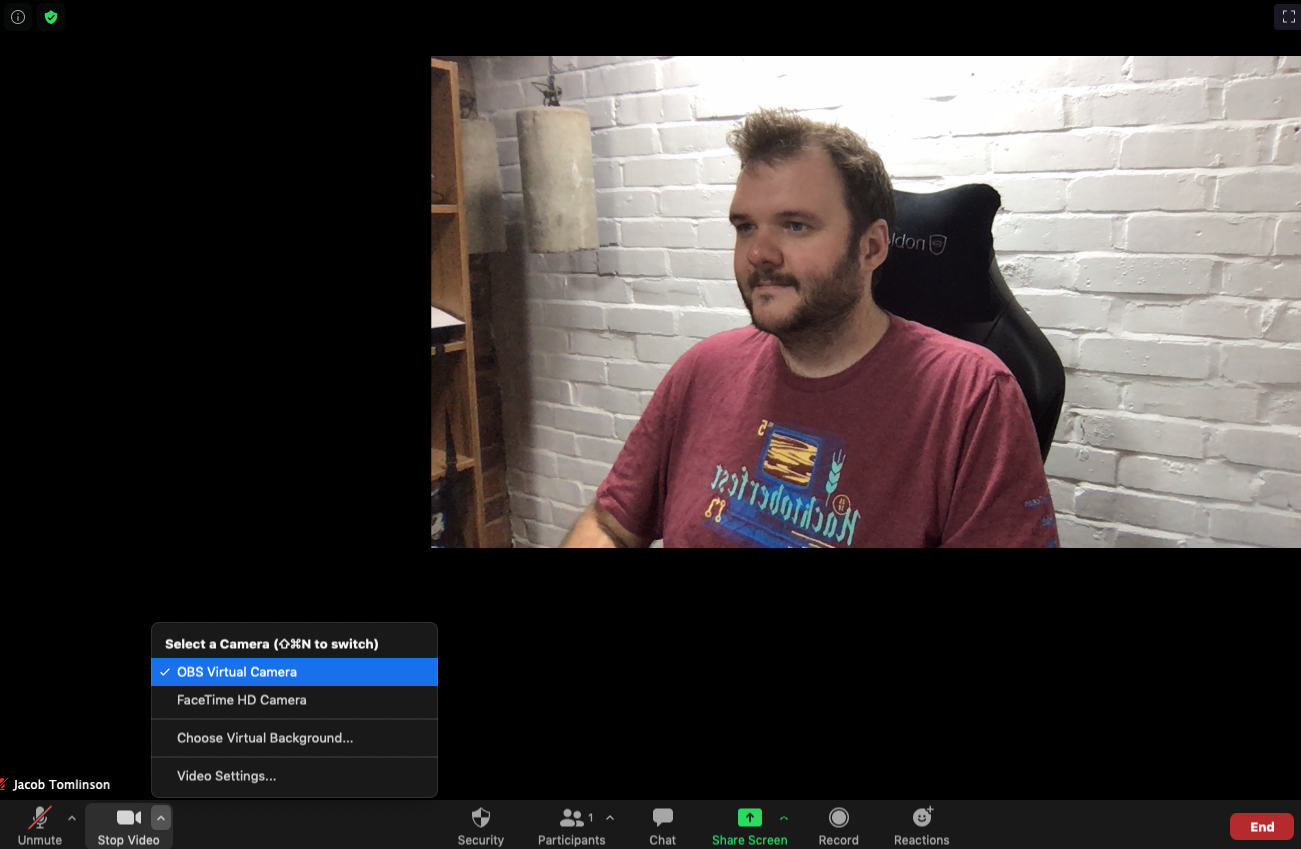 ldon
'5
Hacktoberfest
Select a Camera (⇧⌘N to switch)
✓ OBS Virtual Camera
FaceTime HD Camera
Choose Virtual Background...
Video Settings...
Jacob Tomlinson
1
Unmute
Stop Video
Security
Participants
Chat
Share Screen
Record
Reactions
End